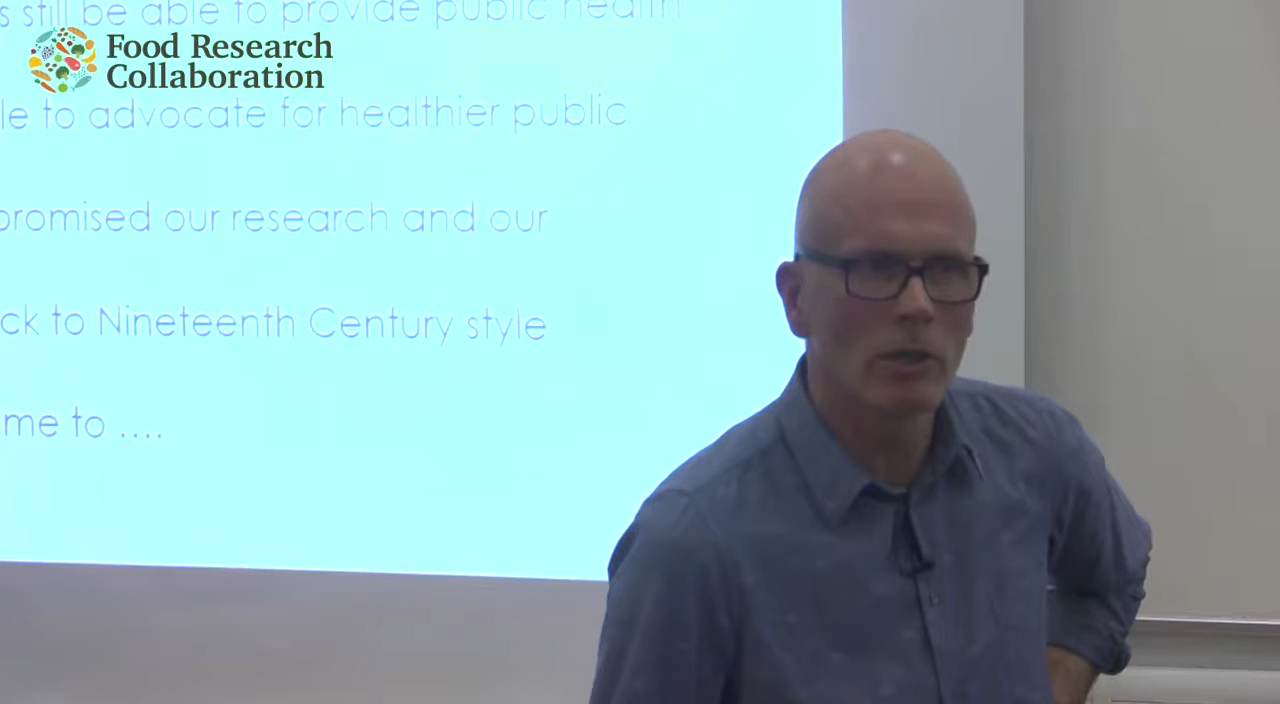 s still be able to provide public health
Food Research
Collaboration
le to advocate for healthier public
promised our research and our
ck to Nineteenth Century style
me to ....